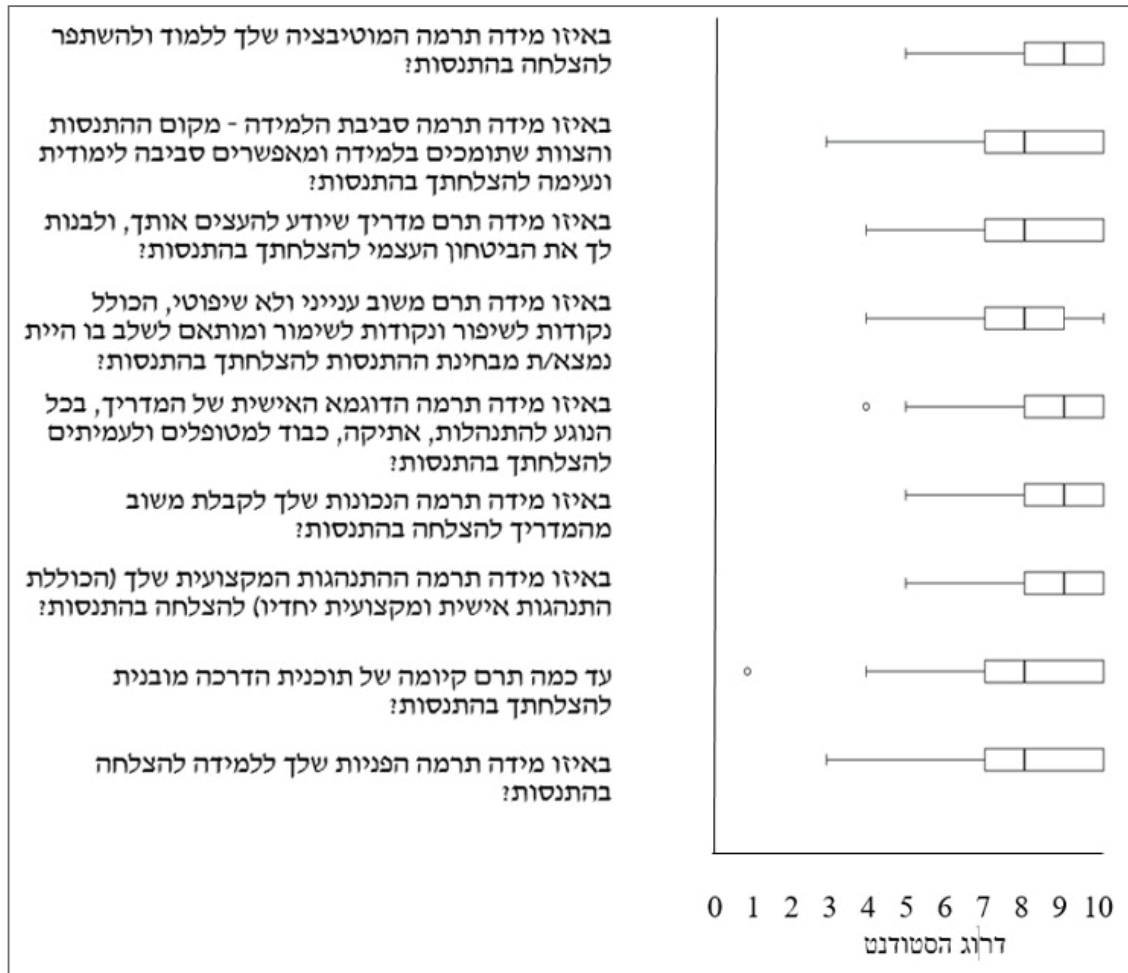 באיזו מידה תרמה המוטיבציה שלך ללמוד ולהשתפר
להצלחה בהתנסות?
באיזו מידה תרמה סביבת הלמידה - מקום ההתנסות
והצוות שתומכים בלמידה ומאפשרים סביבה לימודית
ונעימה להצלחתך בהתנסות?
באיזו מידה תרם מדריך שיודע להעצים אותך, ולבנות
לך את הביטחון העצמי להצלחתך בהתנסות?
באיזו מידה תרם משוב ענייני ולא שיפוטי, הכולל
נקודות לשיפור ונקודות לשימור ומותאם לשלב בו היית
נמצא/ת מבחינת ההתנסות להצלחתך בהתנסות?
באיזו מידה תרמה הדוגמא האישית של המדריך, בכל
הנוגע להתנהלות, אתיקה, כבוד למטופלים ולעמיתים
להצלחתך בהתנסות?
באיזו מידה תרמה הנכונות שלך לקבלת משוב
מהמדריך להצלחה בהתנסות?
באיזו מידה תרמה ההתנהגות המקצועית שלך (הכוללת
התנהגות אישית ומקצועית יחדיו) להצלחה בהתנסות?
עד כמה תרם קיומה של תוכנית הדרכה מובנית
להצלחתך בהתנסות?
באיזו מידה תרמה הפניות שלך ללמידה להצלחה
בהתנסות?
0 1 2 3 4 5 6 7 8 9 10
דרוג הסטודנט